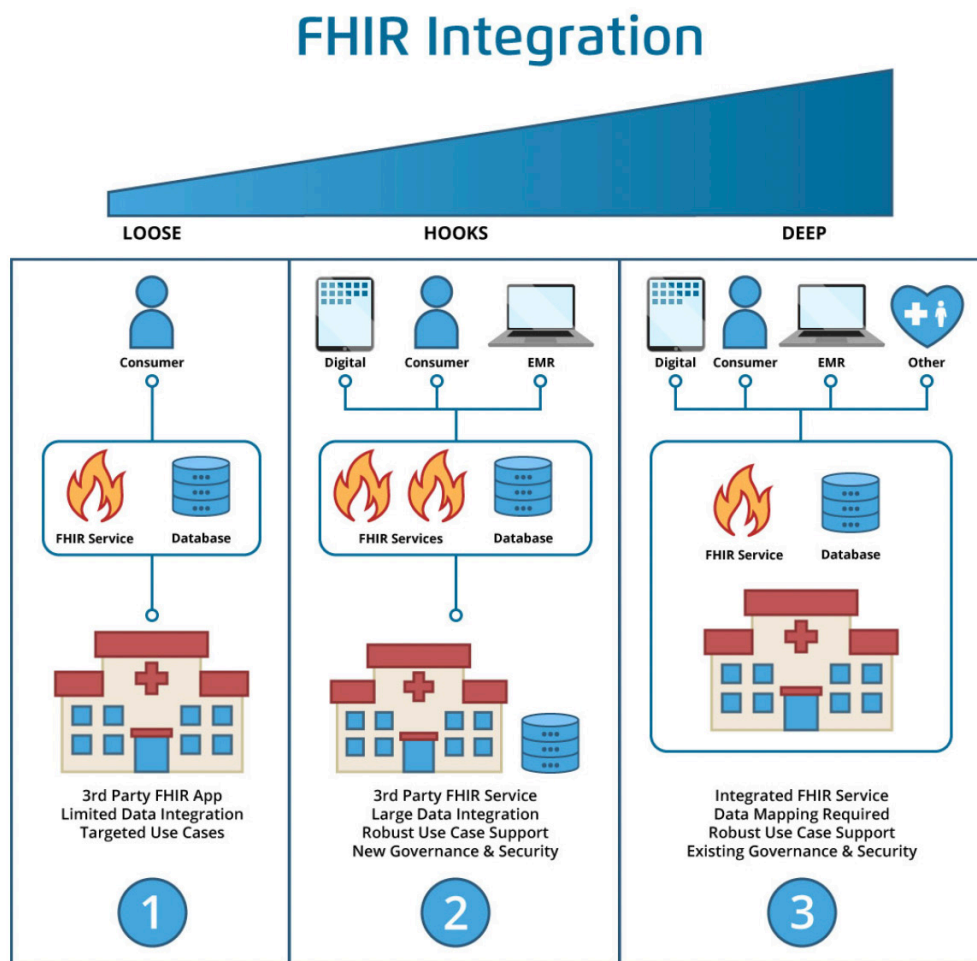 FHIR Integration
LOOSE
HOOKS
DEEP
Consumer
FHIR Service
Database
3rd Party FHIR App
Limited Data Integration
Targeted Use Cases
1
Digital
Consumer
EMR
FHIR Services
Database
3rd Party FHIR Service
Large Data Integration
Robust Use Case Support
New Governance & Security
2
Digital
Consumer
EMR
Other
FHIR Service
Database
Integrated FHIR Service
Data Mapping Required
Robust Use Case Support
Existing Governance & Security
3